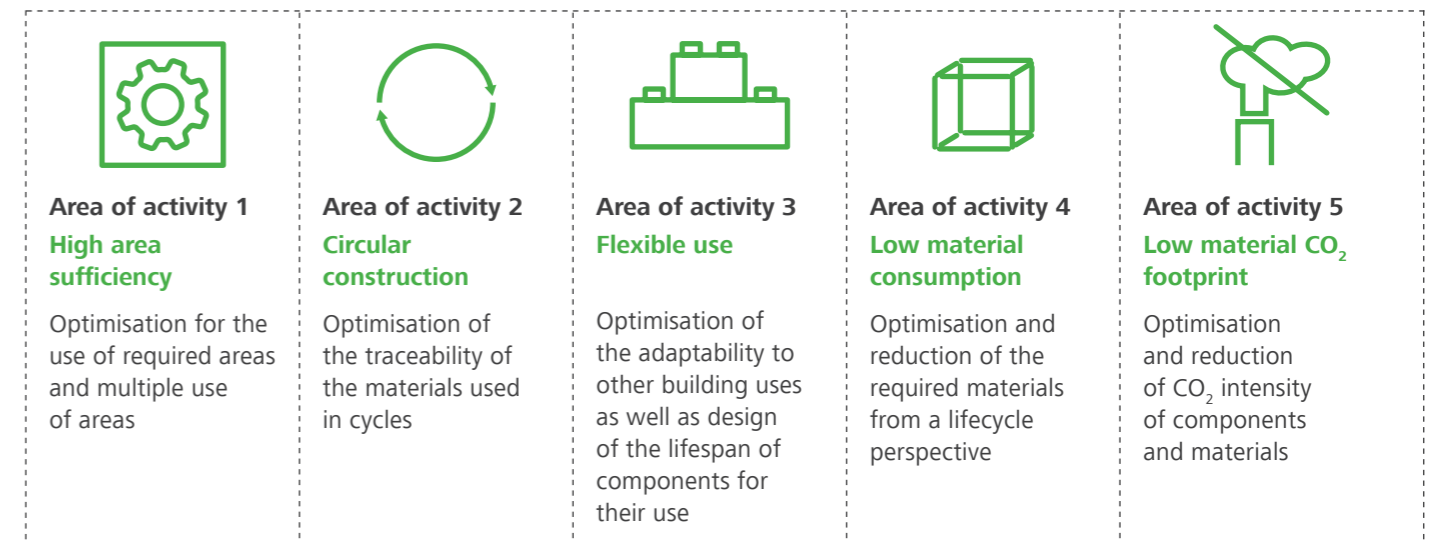 Area of activity 1
High area
sufficiency
Optimisation for the
use of required areas
and multiple use
of areas
Area of activity 2
Circular
construction
Optimisation of
the traceability of
the materials used
in cycles
Area of activity 3
Flexible use
Optimisation of
the adaptability to
other building uses
as well as design
of the lifespan of
components for
their use
Area of activity 4
Low material
consumption
Optimisation and
reduction of the
required materials
from a lifecycle
perspective
Area of activity 5
Low material CO₂
footprint
Optimisation
and reduction
of CO₂ intensity
of components
and materials